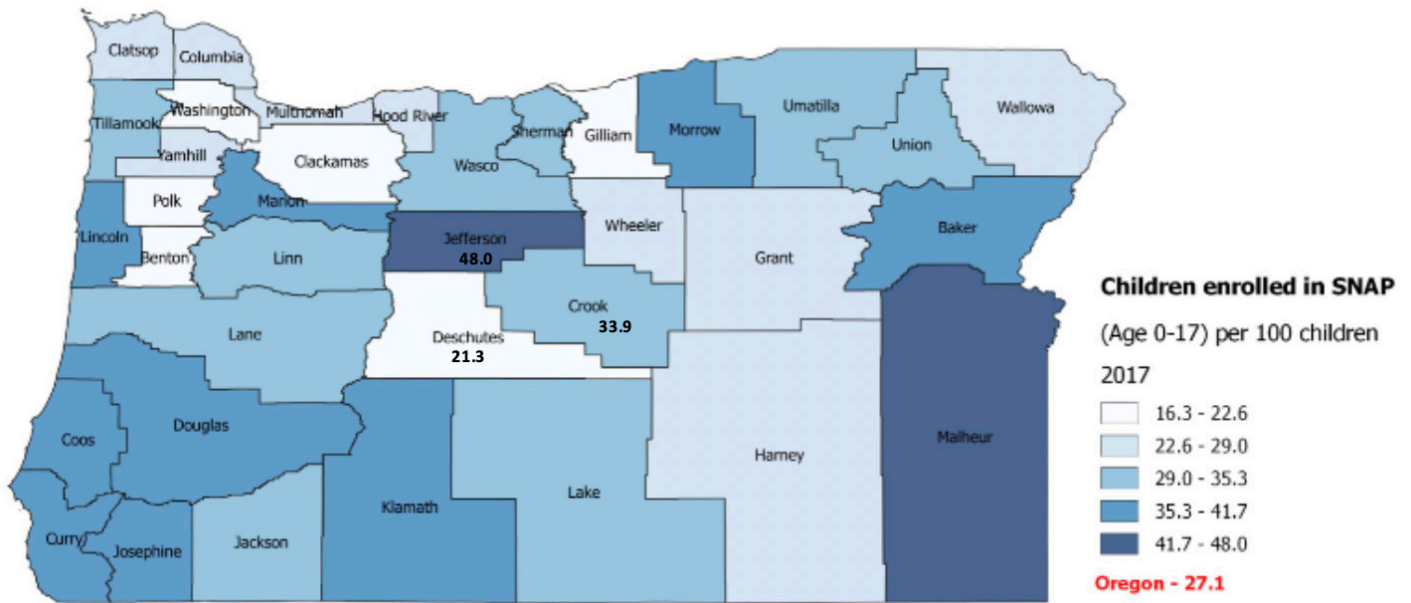 Clatsop
Columbia
Washington
Multnomah
Hood River
Tillamook
Yamhill
Clackamas
Wasco
Sherman
Gilliam
Morrow
Umatilla
Union
Wallowa
Polk
Marion
Lincoln
Benton
Linn
Jefferson
48.0
Wheeler
Grant
Baker
Lane
Deschutes
21.3
Crook
33.9
Coos
Douglas
Curry
Josephine
Jackson
Klamath
Lake
Harney
Malheur
Children enrolled in SNAP
(Age 0-17) per 100 children
2017
16.3 - 22.6
22.6 - 29.0
29.0 - 35.3
35.3 - 41.7
41.7 - 48.0
Oregon - 27.1